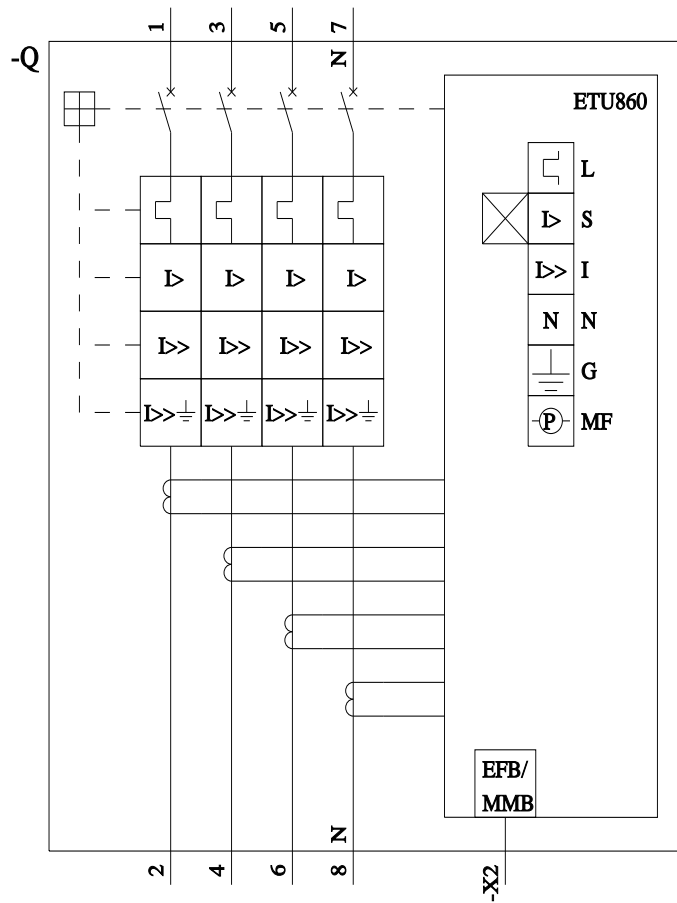 1 3 5 7
N
-Q
ETU860
L
I> S
I>> I
N N
G
P MF
I> I> I> I>
I>> I>> I>> I>>
I>> I>> I>> I>>
EFB/
MMB
N
2 4 6 8
-X2